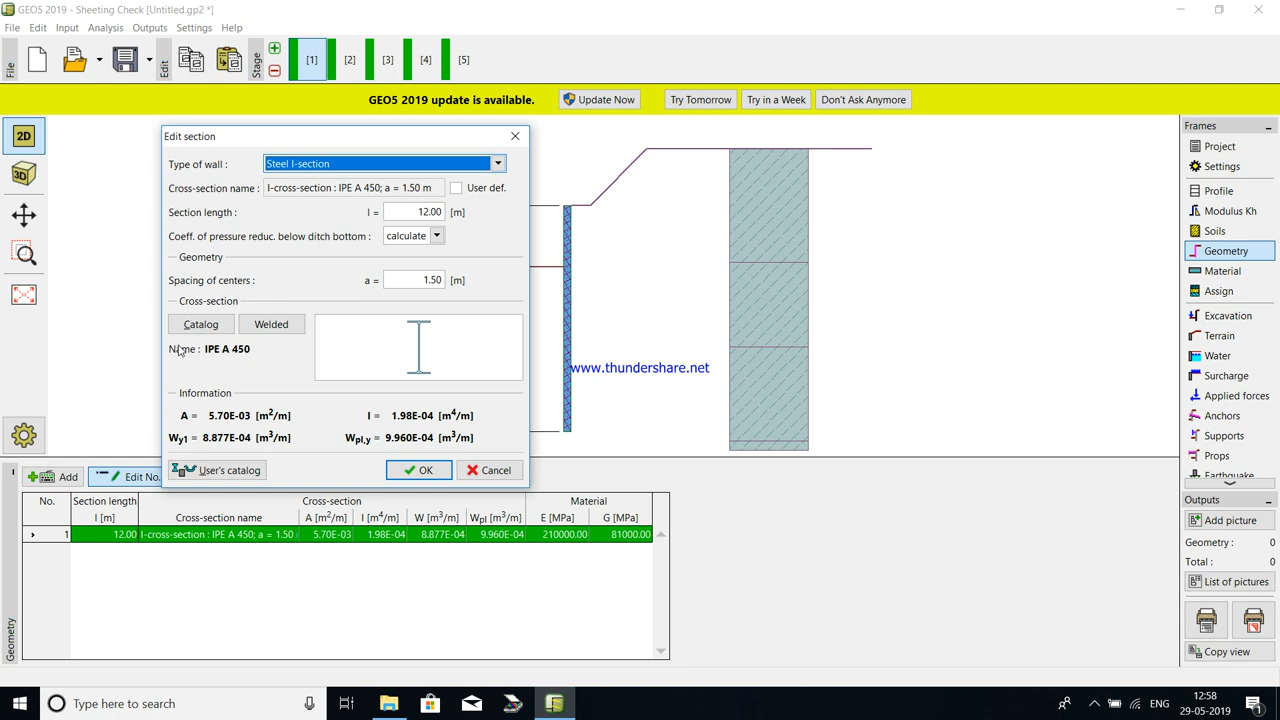 GEO5 2019 - Sheeting Check [Untitled.gp2 *]
File Edit Input Analysis Outputs Settings Help
File
Edit
Stage
[1] [2] [3] [4] [5]
GEO5 2019 update is available. Update Now Try Tomorrow Try in a Week Don't Ask Anymore
2D
3D
Edit section
Type of wall : Steel I-section
Cross-section name : I-cross-section : IPE A 450; a = 1.50 m User def.
Section length : l = 12.00 [m]
Coeff. of pressure reduc. below ditch bottom : calculate
Geometry
Spacing of centers : a = 1.50 [m]
Cross-section
Catalog Welded
Name : IPE A 450
Information
A = 5.70E-03 [m2/m] I = 1.98E-04 [m4/m]
Wy1 = 8.877E-04 [m3/m] Wpl,y = 9.960E-04 [m3/m]
User's catalog OK Cancel
www.thundershare.net
Frames
Project
Settings
Profile
Modulus Kh
Soils
Geometry
Material
Assign
Excavation
Terrain
Water
Surcharge
Applied forces
Anchors
Supports
Props
Earthquake
Outputs
Add picture
Geometry : 0
Total : 0
List of pictures
Copy view
Geometry
Add Edit No.
No. Section length Cross-section Material
l [m] Cross-section name A [m2/m] I [m4/m] W [m3/m] Wpl [m3/m] E [MPa] G [MPa]
1 12.00 I-cross-section : IPE A 450; a = 1.50 5.70E-03 1.98E-04 8.877E-04 9.960E-04 210000.00 81000.00
Type here to search
ENG
12:58
29-05-2019
1